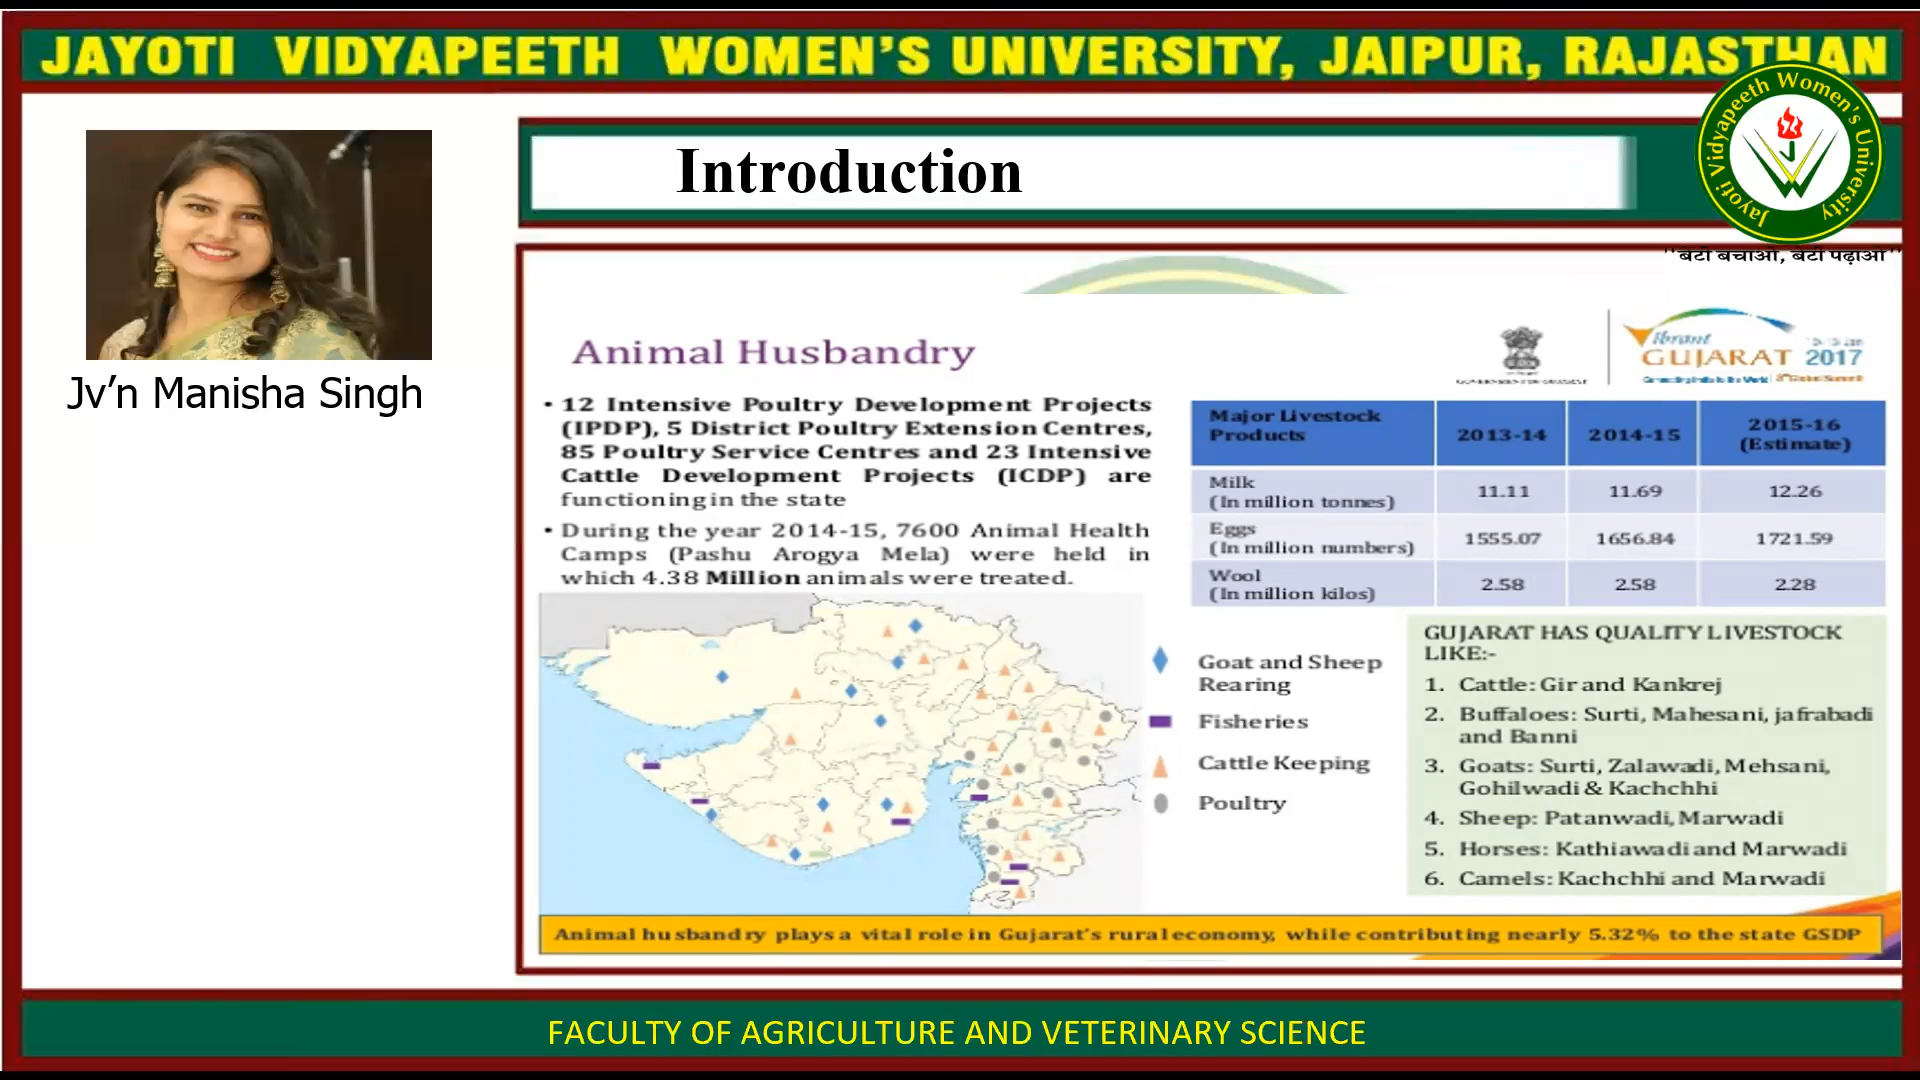 JAYOTI VIDYAPEETH WOMEN'S UNIVERSITY, JAIPUR, RAJASTHAN
Jayoti Vidyapeeth Women's University
Jayoti University
"बेटी बचाओ, बेटी पढ़ाओ"
Jv'n Manisha Singh
Introduction
Animal Husbandry
GOVERNMENT OF GUJARAT
Vibrant
GUJARAT 2017
• 12 Intensive Poultry Development Projects
(IPDP), 5 District Poultry Extension Centres,
85 Poultry Service Centres and 23 Intensive
Cattle Development Projects (ICDP) are
functioning in the state
• During the year 2014-15, 7600 Animal Health
Camps (Pashu Arogya Mela) were held in
which 4.38 Million animals were treated.
Major Livestock Products 2013-14 2014-15 2015-16 (Estimate)
Milk (In million tonnes) 11.11 11.69 12.26
Eggs (In million numbers) 1555.07 1656.84 1721.59
Wool (In million kilos) 2.58 2.58 2.28
Goat and Sheep
Rearing
Fisheries
Cattle Keeping
Poultry
GUJARAT HAS QUALITY LIVESTOCK
LIKE:-
1. Cattle: Gir and Kankrej
2. Buffaloes: Surti, Mahesani, jafrabadi
and Banni
3. Goats: Surti, Zalawadi, Mehsani,
Gohilwadi & Kachchhi
4. Sheep: Patanwadi, Marwadi
5. Horses: Kathiawadi and Marwadi
6. Camels: Kachchhi and Marwadi
Animal husbandry plays a vital role in Gujarat's rural economy, while contributing nearly 5.32% to the state GSDP
FACULTY OF AGRICULTURE AND VETERINARY SCIENCE